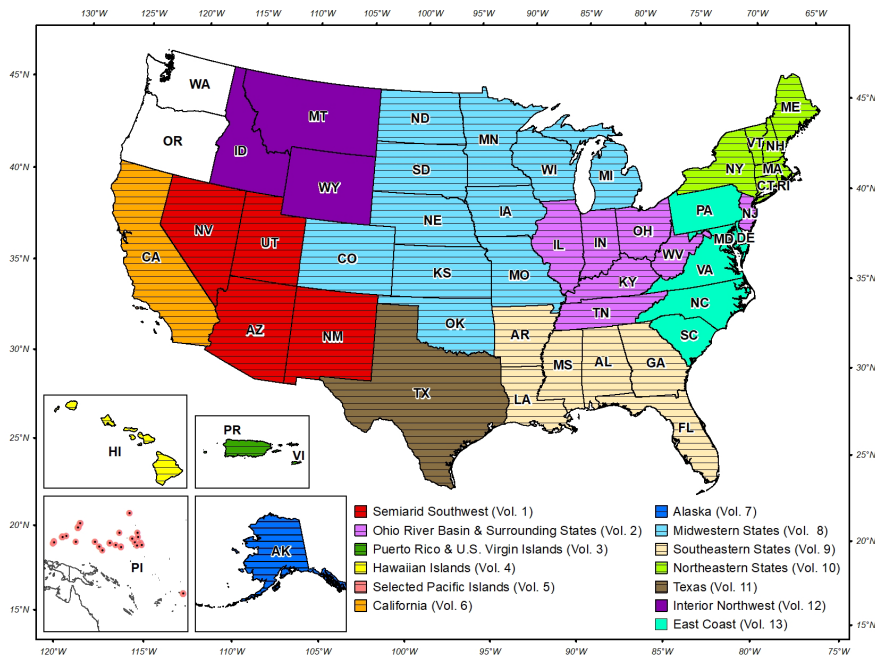 130°W 125°W 120°W 115°W 110°W 105°W 100°W 95°W 90°W 85°W 80°W 75°W 70°W 65°W
45°N
45°N
40°N
40°N
35°N
35°N
30°N
30°N
25°N
25°N
20°N
20°N
15°N
15°N
WA
MT
ND
MN
ME
OR
ID
VT
NH
WI
MI
NY
MA
SD
CT
RI
WY
NE
IA
PA
NJ
NV
UT
CO
IL
IN
OH
MD
DE
CA
KS
MO
WV
VA
KY
AZ
NM
OK
TN
NC
AR
SC
TX
MS
AL
GA
LA
FL
HI
PR
VI
PI
AK
Semiarid Southwest (Vol. 1)
Ohio River Basin & Surrounding States (Vol. 2)
Puerto Rico & U.S. Virgin Islands (Vol. 3)
Hawaiian Islands (Vol. 4)
Selected Pacific Islands (Vol. 5)
California (Vol. 6)
Alaska (Vol. 7)
Midwestern States (Vol. 8)
Southeastern States (Vol. 9)
Northeastern States (Vol. 10)
Texas (Vol. 11)
Interior Northwest (Vol. 12)
East Coast (Vol. 13)
120°W 115°W 110°W 105°W 100°W 95°W 90°W 85°W 80°W 75°W